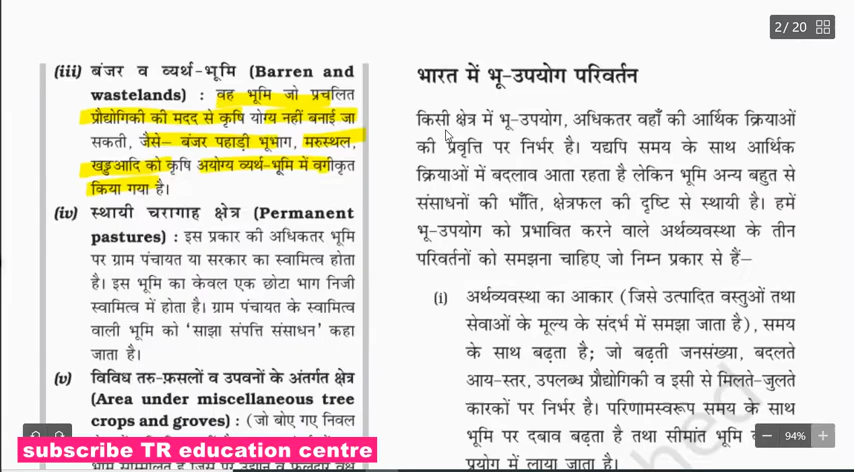 2 / 20
(iii) बंजर व व्यर्थ-भूमि (Barren and
wastelands) : वह भूमि जो प्रचलित
प्रौद्योगिकी की मदद से कृषि योग्य नहीं बनाई जा
सकती, जैसे– बंजर पहाड़ी भूभाग, मरुस्थल,
खड्ड आदि को कृषि अयोग्य व्यर्थ-भूमि में वर्गीकृत
किया गया है।
(iv) स्थायी चरागाह क्षेत्र (Permanent
pastures) : इस प्रकार की अधिकतर भूमि
पर ग्राम पंचायत या सरकार का स्वामित्व होता
है। इस भूमि का केवल एक छोटा भाग निजी
स्वामित्व में होता है। ग्राम पंचायत के स्वामित्व
वाली भूमि को 'साझा संपत्ति संसाधन' कहा
जाता है।
(v) विविध तरु-फ़सलों व उपवनों के अंतर्गत क्षेत्र
(Area under miscellaneous tree
crops and groves) : (जो बोए गए निवल
subscribe TR education centre
भारत में भू-उपयोग परिवर्तन
किसी क्षेत्र में भू-उपयोग, अधिकतर वहाँ की आर्थिक क्रियाओं
की प्रवृत्ति पर निर्भर है। यद्यपि समय के साथ आर्थिक
क्रियाओं में बदलाव आता रहता है लेकिन भूमि अन्य बहुत से
संसाधनों की भाँति, क्षेत्रफल की दृष्टि से स्थायी है। हमें
भू-उपयोग को प्रभावित करने वाले अर्थव्यवस्था के तीन
परिवर्तनों को समझना चाहिए जो निम्न प्रकार से हैं–
(i) अर्थव्यवस्था का आकार (जिसे उत्पादित वस्तुओं तथा
सेवाओं के मूल्य के संदर्भ में समझा जाता है), समय
के साथ बढ़ता है; जो बढ़ती जनसंख्या, बदलते
आय-स्तर, उपलब्ध प्रौद्योगिकी व इसी से मिलते-जुलते
कारकों पर निर्भर है। परिणामस्वरूप समय के साथ
भूमि पर दबाव बढ़ता है तथा सीमांत भूमि
प्रयोग में लाया जाता है।
94%